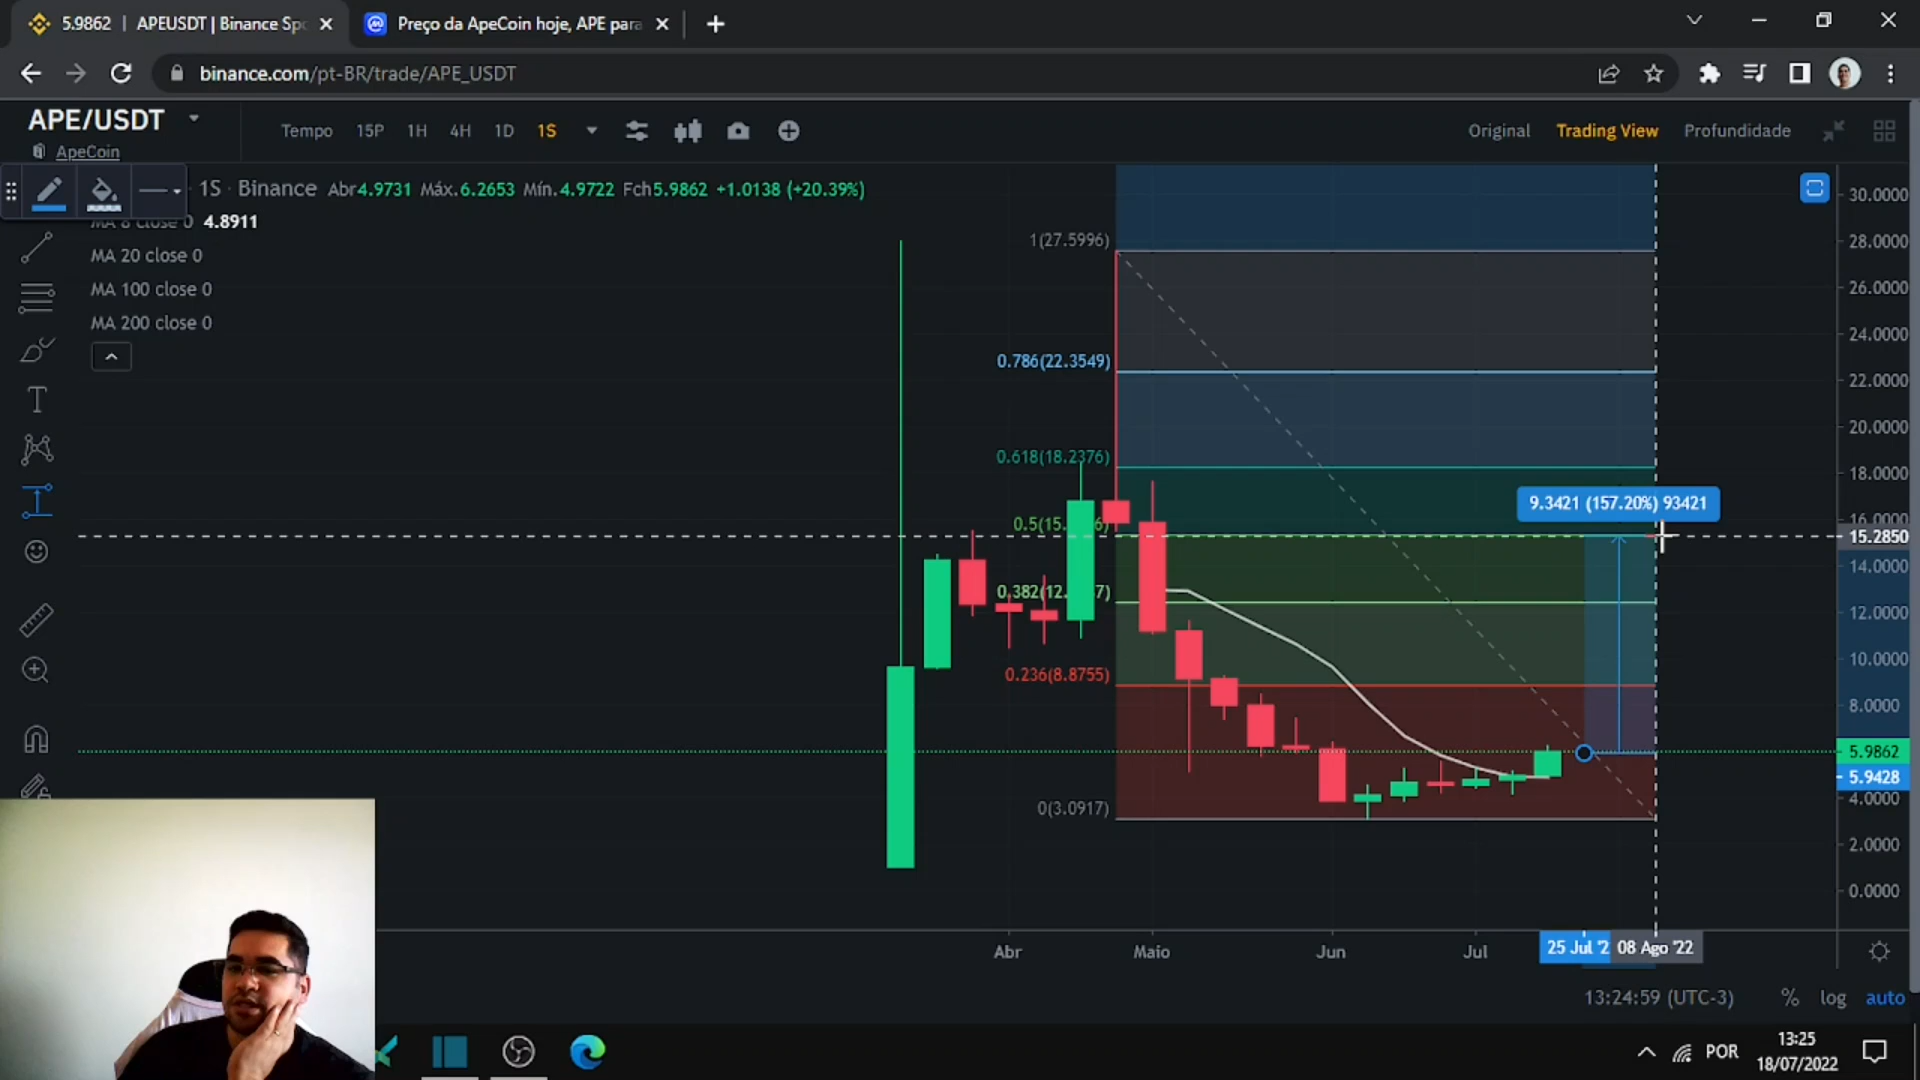 5.9862 | APEUSDT | Binance Spo
Preço da ApeCoin hoje, APE para
binance.com/pt-BR/trade/APE_USDT
APE/USDT
ApeCoin
Tempo 15P 1H 4H 1D 1S
Original Trading View Profundidade
1S · Binance Abr4.9731 Máx.6.2653 Mín.4.9722 Fch5.9862 +1.0138 (+20.39%)
MA 8 close 0 4.8911
MA 20 close 0
MA 100 close 0
MA 200 close 0
1(27.5996)
0.786(22.3549)
0.618(18.2376)
0.5(15. 6)
0.382(12. 7)
0.236(8.8755)
0(3.0917)
9.3421 (157.20%) 93421
30.0000
28.0000
26.0000
24.0000
22.0000
20.0000
18.0000
16.0000
15.2850
14.0000
12.0000
10.0000
8.0000
5.9862
5.9428
4.0000
2.0000
0.0000
Abr Maio Jun Jul 25 Jul '2 08 Ago '22
13:24:59 (UTC-3) % log auto
POR
13:25
18/07/2022